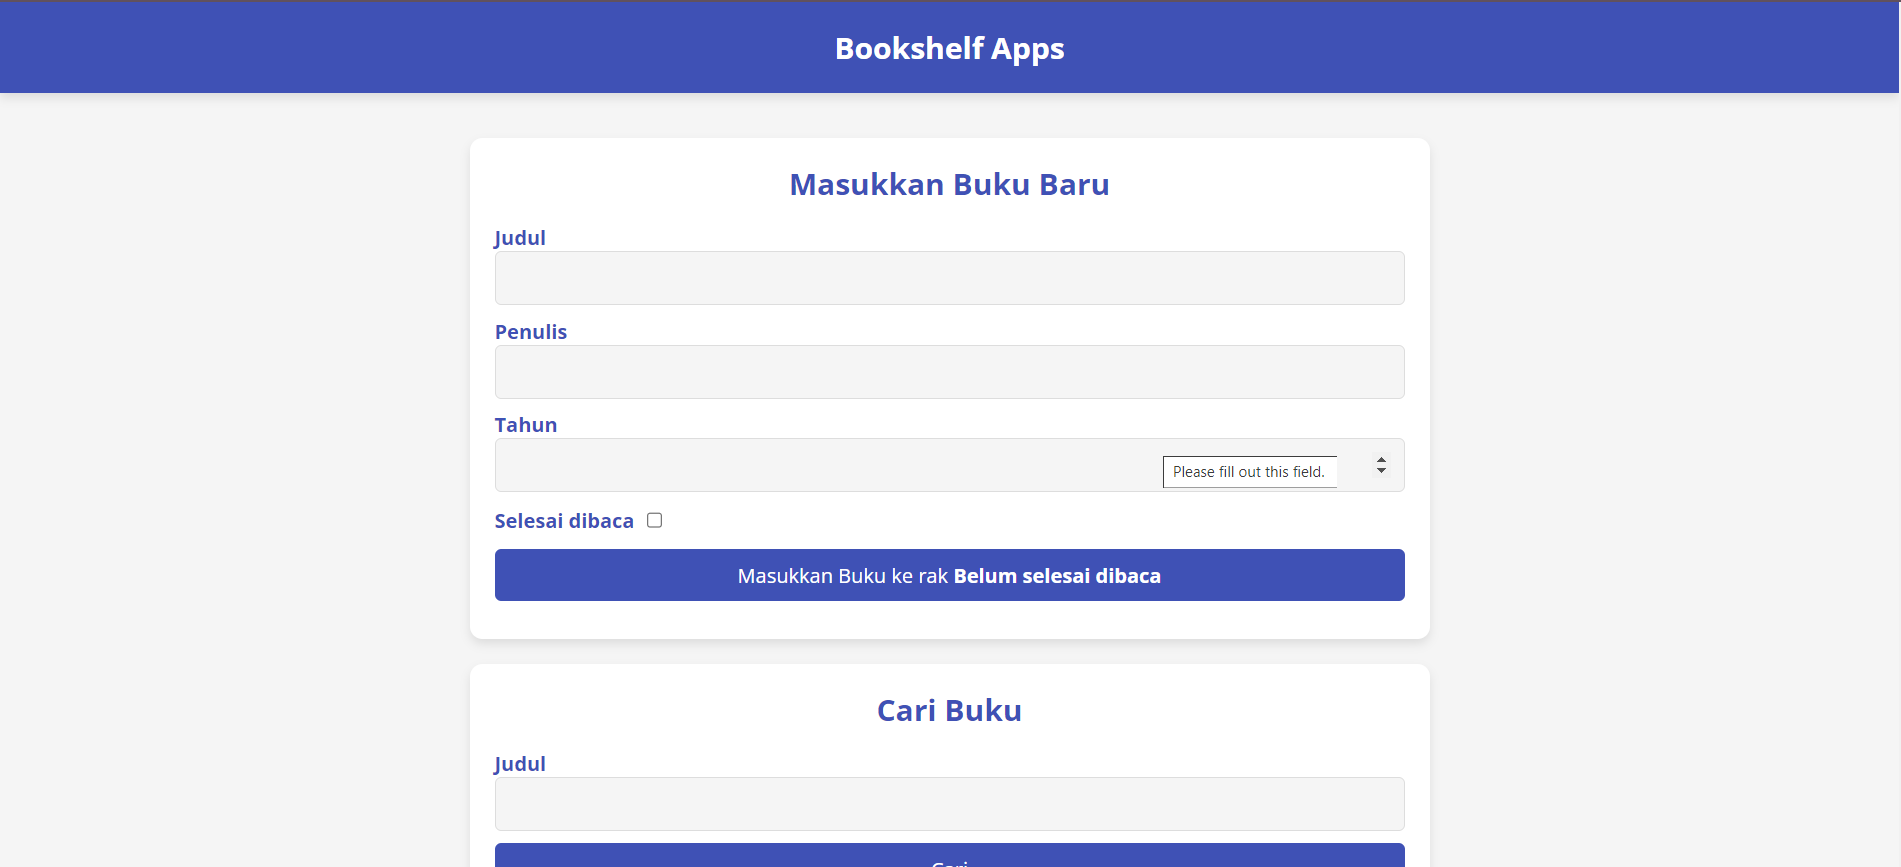 Bookshelf Apps
Masukkan Buku Baru
Judul
Penulis
Tahun
Please fill out this field.
Selesai dibaca
Masukkan Buku ke rak Belum selesai dibaca
Cari Buku
Judul
Cari